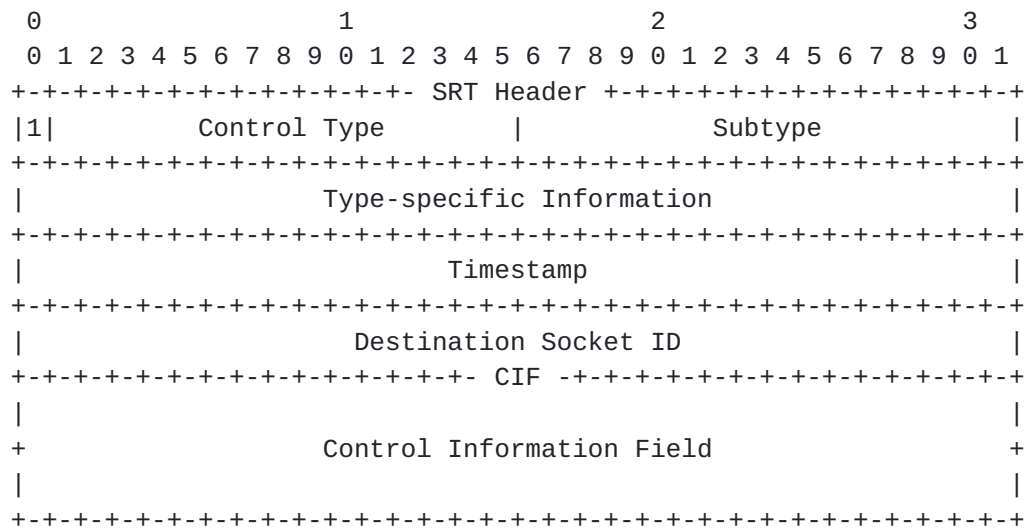 0                   1                   2                   3
 0 1 2 3 4 5 6 7 8 9 0 1 2 3 4 5 6 7 8 9 0 1 2 3 4 5 6 7 8 9 0 1
+-+-+-+-+-+-+-+-+-+-+-+-+- SRT Header +-+-+-+-+-+-+-+-+-+-+-+-+-+
|1|         Control Type        |            Subtype            |
+-+-+-+-+-+-+-+-+-+-+-+-+-+-+-+-+-+-+-+-+-+-+-+-+-+-+-+-+-+-+-+-+
|                   Type-specific Information                   |
+-+-+-+-+-+-+-+-+-+-+-+-+-+-+-+-+-+-+-+-+-+-+-+-+-+-+-+-+-+-+-+-+
|                           Timestamp                           |
+-+-+-+-+-+-+-+-+-+-+-+-+-+-+-+-+-+-+-+-+-+-+-+-+-+-+-+-+-+-+-+-+
|                     Destination Socket ID                     |
+-+-+-+-+-+-+-+-+-+-+-+-+-+-+- CIF -+-+-+-+-+-+-+-+-+-+-+-+-+-+-+
|                                                               |
+                   Control Information Field                   +
|                                                               |
+-+-+-+-+-+-+-+-+-+-+-+-+-+-+-+-+-+-+-+-+-+-+-+-+-+-+-+-+-+-+-+-+